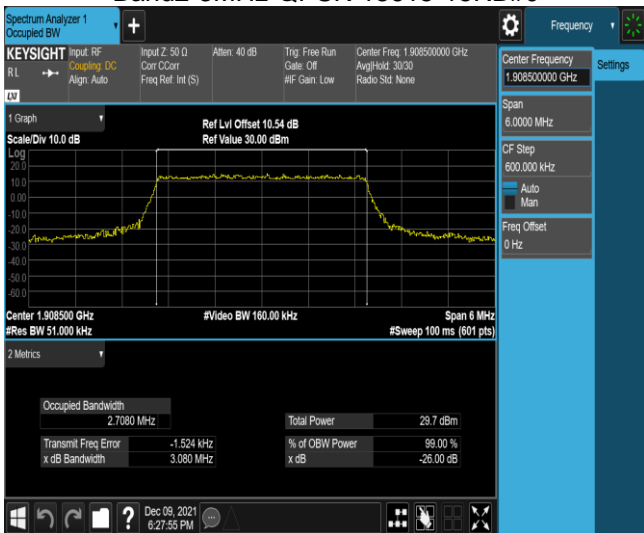 Spectrum Analyzer 1
Occupied BW
Frequency
KEYSIGHT
RL
Input: RF
Coupling: DC
Align: Auto
Input Z: 50 Ω
Corr CCorr
Freq Ref: Int (S)
Atten: 40 dB
Trig: Free Run
Gate: Off
#IF Gain: Low
Center Freq: 1.908500000 GHz
Avg|Hold: 30/30
Radio Std: None
LXI
1 Graph
Scale/Div 10.0 dB
Ref Lvl Offset 10.54 dB
Ref Value 30.00 dBm
Log
20.0
10.0
0.00
-10.0
-20.0
-30.0
-40.0
-50.0
-60.0
Center 1.908500 GHz
#Video BW 160.00 kHz
Span 6 MHz
#Res BW 51.000 kHz
#Sweep 100 ms (601 pts)
2 Metrics
Occupied Bandwidth
2.7080 MHz
Total Power 29.7 dBm
Transmit Freq Error -1.524 kHz
% of OBW Power 99.00 %
x dB Bandwidth 3.080 MHz
x dB -26.00 dB
Dec 09, 2021
6:27:55 PM
Center Frequency
1.908500000 GHz
Settings
Span
6.0000 MHz
CF Step
600.000 kHz
Auto
Man
Freq Offset
0 Hz